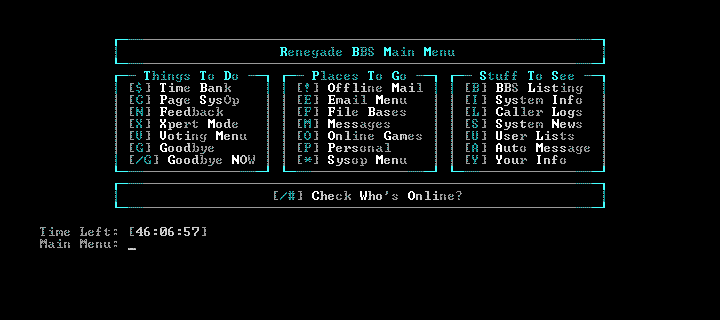 Renegade BBS Main Menu
Things To Do
[$] Time Bank
[C] Page SysOp
[N] Feedback
[X] Xpert Mode
[V] Voting Menu
[G] Goodbye
[/G] Goodbye NOW
Places To Go
[!] Offline Mail
[E] Email Menu
[F] File Bases
[M] Messages
[O] Online Games
[P] Personal
[*] Sysop Menu
Stuff To See
[B] BBS Listing
[I] System Info
[L] Caller Logs
[S] System News
[U] User Lists
[A] Auto Message
[Y] Your Info
[/#] Check Who's Online?
Time Left: [46:06:57]
Main Menu: _